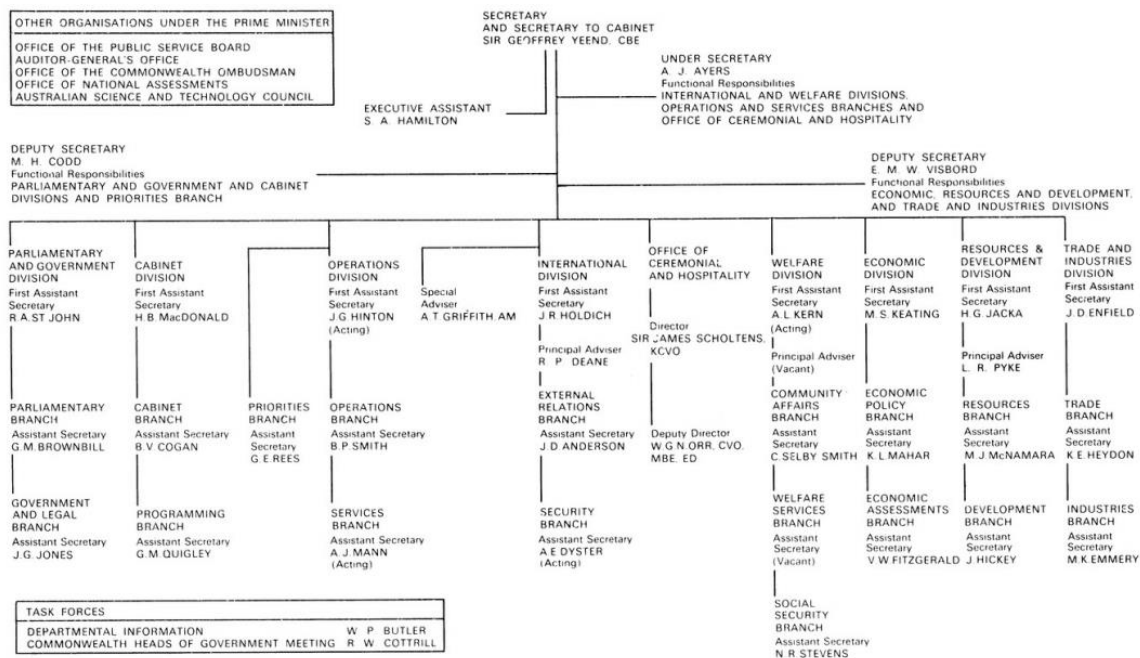 OTHER ORGANISATIONS UNDER THE PRIME MINISTER
OFFICE OF THE PUBLIC SERVICE BOARD
AUDITOR-GENERAL'S OFFICE
OFFICE OF THE COMMONWEALTH OMBUDSMAN
OFFICE OF NATIONAL ASSESSMENTS
AUSTRALIAN SCIENCE AND TECHNOLOGY COUNCIL
SECRETARY
AND SECRETARY TO CABINET
SIR GEOFFREY YEEND, CBE
UNDER SECRETARY
A. J. AYERS
Functional Responsibilities
INTERNATIONAL AND WELFARE DIVISIONS,
OPERATIONS AND SERVICES BRANCHES AND
OFFICE OF CEREMONIAL AND HOSPITALITY
EXECUTIVE ASSISTANT
S. A. HAMILTON
DEPUTY SECRETARY
M. H. CODD
Functional Responsibilities
PARLIAMENTARY AND GOVERNMENT AND CABINET
DIVISIONS AND PRIORITIES BRANCH
DEPUTY SECRETARY
E. M. W. VISBORD
Functional Responsibilities
ECONOMIC, RESOURCES AND DEVELOPMENT,
AND TRADE AND INDUSTRIES DIVISIONS
PARLIAMENTARY
AND GOVERNMENT
DIVISION
First Assistant
Secretary
R.A.ST JOHN
CABINET
DIVISION
First Assistant
Secretary
H.B.MacDONALD
OPERATIONS
DIVISION
First Assistant
Secretary
J.G.HINTON
(Acting)
Special
Adviser
A.T.GRIFFITH.AM
INTERNATIONAL
DIVISION
First Assistant
Secretary
J.R.HOLDICH
Principal Adviser
R. P. DEANE
OFFICE OF
CEREMONIAL
AND HOSPITALITY
Director
SIR JAMES SCHOLTENS,
KCVO
WELFARE
DIVISION
First Assistant
Secretary
A.L.KERN
(Acting)
Principal Adviser
(Vacant)
ECONOMIC
DIVISION
First Assistant
Secretary
M.S.KEATING
RESOURCES &
DEVELOPMENT
DIVISION
First Assistant
Secretary
H.G.JACKA
Principal Adviser
L. R. PYKE
TRADE AND
INDUSTRIES
DIVISION
First Assistant
Secretary
J.D.ENFIELD
PARLIAMENTARY
BRANCH
Assistant Secretary
G.M.BROWNBILL
CABINET
BRANCH
Assistant Secretary
B.V.COGAN
PRIORITIES
BRANCH
Assistant
Secretary
G.E.REES
OPERATIONS
BRANCH
Assistant Secretary
B.P.SMITH
EXTERNAL
RELATIONS
BRANCH
Assistant Secretary
J.D.ANDERSON
Deputy Director
W.G.N.ORR, CVO,
MBE, ED
COMMUNITY
AFFAIRS
BRANCH
Assistant
Secretary
C.SELBY SMITH
ECONOMIC
POLICY
BRANCH
Assistant
Secretary
K.L.MAHAR
RESOURCES
BRANCH
Assistant
Secretary
M.J.McNAMARA
TRADE
BRANCH
Assistant
Secretary
K.E.HEYDON
GOVERNMENT
AND LEGAL
BRANCH
Assistant Secretary
J.G.JONES
PROGRAMMING
BRANCH
Assistant Secretary
G.M.QUIGLEY
SERVICES
BRANCH
Assistant Secretary
A.J.MANN
(Acting)
SECURITY
BRANCH
Assistant Secretary
A.E.DYSTER
(Acting)
WELFARE
SERVICES
BRANCH
Assistant
Secretary
(Vacant)
ECONOMIC
ASSESSMENTS
BRANCH
Assistant
Secretary
V.W.FITZGERALD
DEVELOPMENT
BRANCH
Assistant
Secretary
J.HICKEY
INDUSTRIES
BRANCH
Assistant
Secretary
M.K.EMMERY
SOCIAL
SECURITY
BRANCH
Assistant Secretary
N.R.STEVENS
TASK FORCES
DEPARTMENTAL INFORMATION W P BUTLER
COMMONWEALTH HEADS OF GOVERNMENT MEETING R W COTTRILL